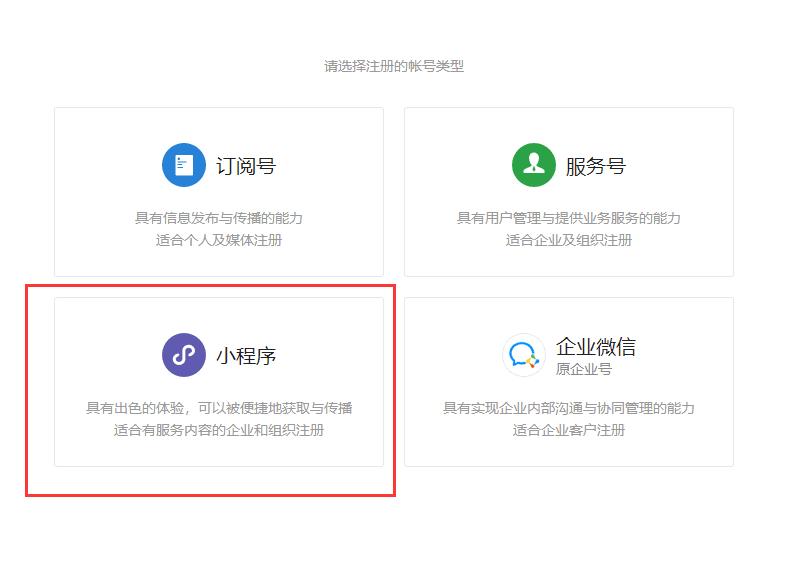 请选择注册的帐号类型
订阅号
具有信息发布与传播的能力
适合个人及媒体注册
服务号
具有用户管理与提供业务服务的能力
适合企业及组织注册
小程序
具有出色的体验，可以被便捷地获取与传播
适合有服务内容的企业和组织注册
企业微信
原企业号
具有实现企业内部沟通与协同管理的能力
适合企业客户注册